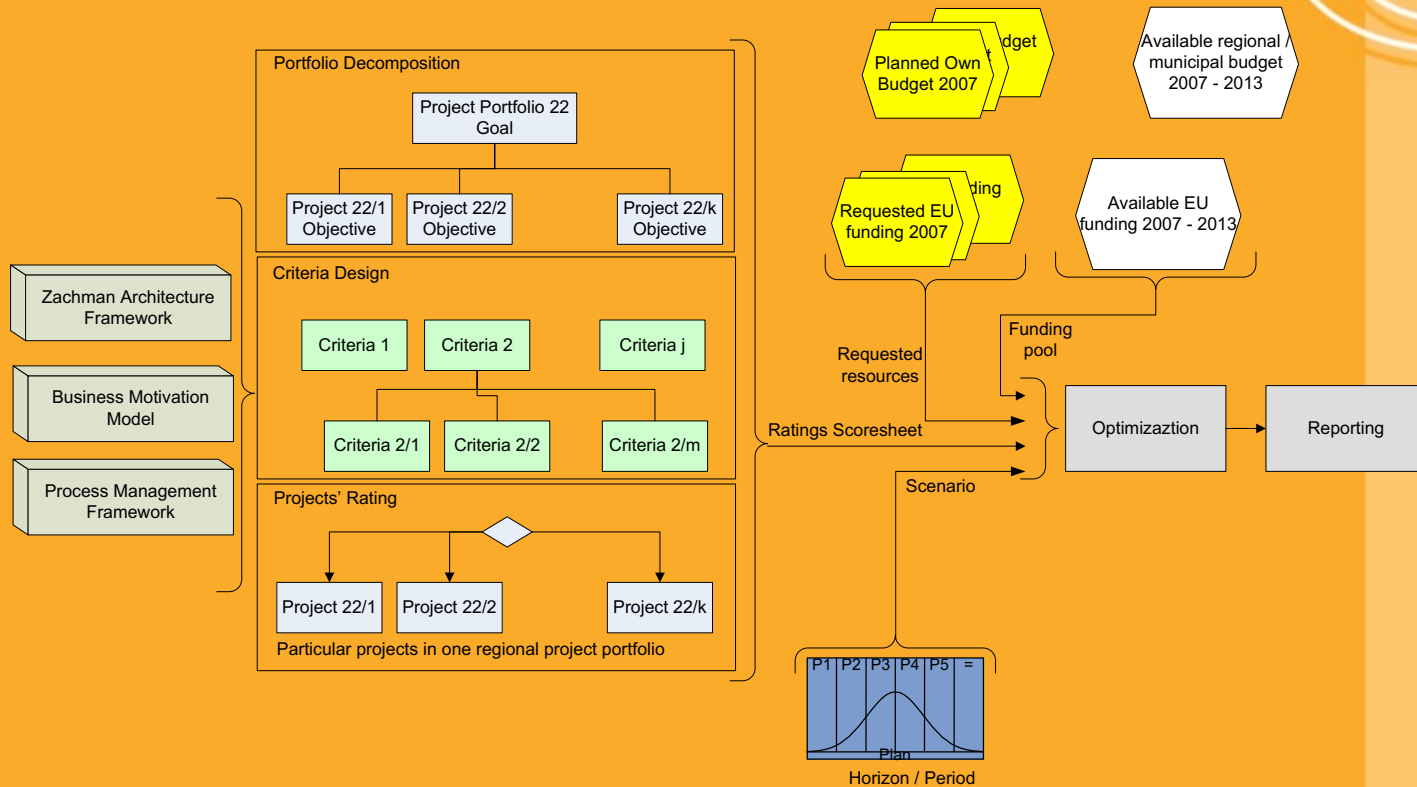 Portfolio Decomposition
Project Portfolio 22
Goal
Project 22/1
Objective
Project 22/2
Objective
Project 22/k
Objective
Zachman Architecture
Framework
Business Motivation
Model
Process Management
Framework
Criteria Design
Criteria 1
Criteria 2
Criteria j
Criteria 2/1
Criteria 2/2
Criteria 2/m
Projects' Rating
Project 22/1
Project 22/2
Project 22/k
Particular projects in one regional project portfolio
Planned Own
Budget 2007
dget
t
Available regional /
municipal budget
2007 - 2013
Requested EU
funding 2007
ding
Available EU
funding 2007 - 2013
Requested
resources
Funding
pool
Ratings Scoresheet
Scenario
Optimizaztion
Reporting
P1 P2 P3 P4 P5 =
Plan
Horizon / Period